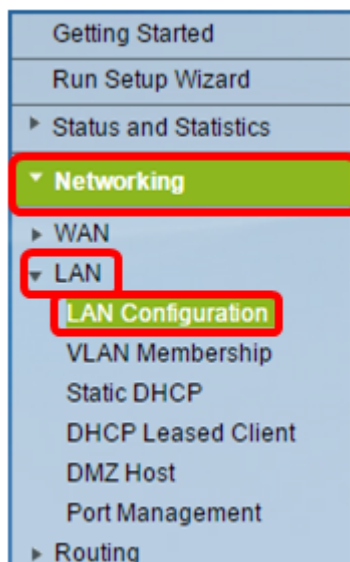 Getting Started
Run Setup Wizard
Status and Statistics
Networking
WAN
LAN
LAN Configuration
VLAN Membership
Static DHCP
DHCP Leased Client
DMZ Host
Port Management
Routing